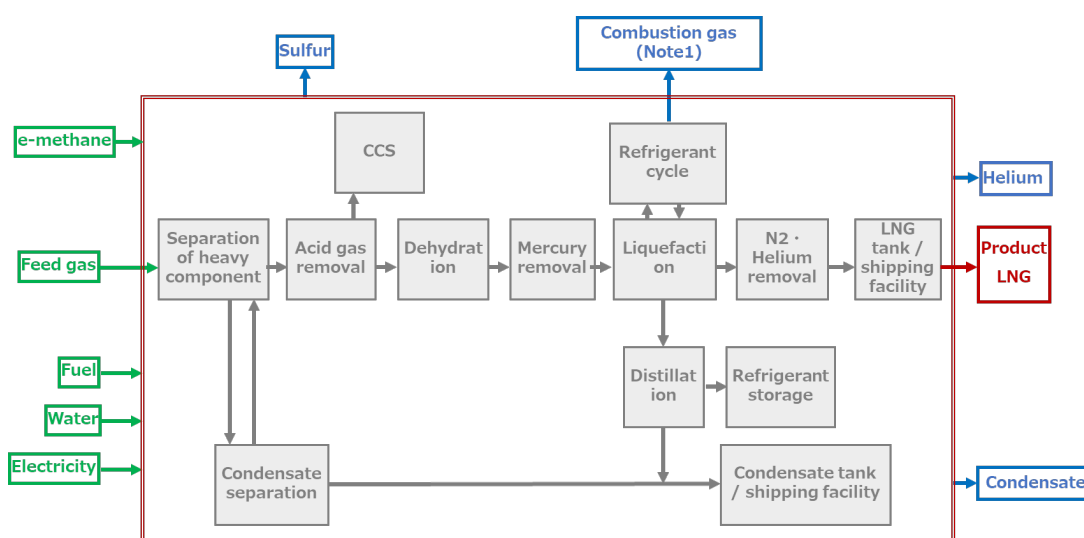 Combustion gas
(Note1)
Sulfur
e-methane
CCS
Refrigerant
cycle
Helium
Feed gas
Separation
of heavy
component
Acid gas
removal
Dehydrat
ion
Mercury
removal
Liquefacti
on
N2・
Helium
removal
LNG
tank /
shipping
facility
Product
LNG
Fuel
Distillat
ion
Refrigerant
storage
Water
Electricity
Condensate
separation
Condensate tank
/ shipping facility
Condensate